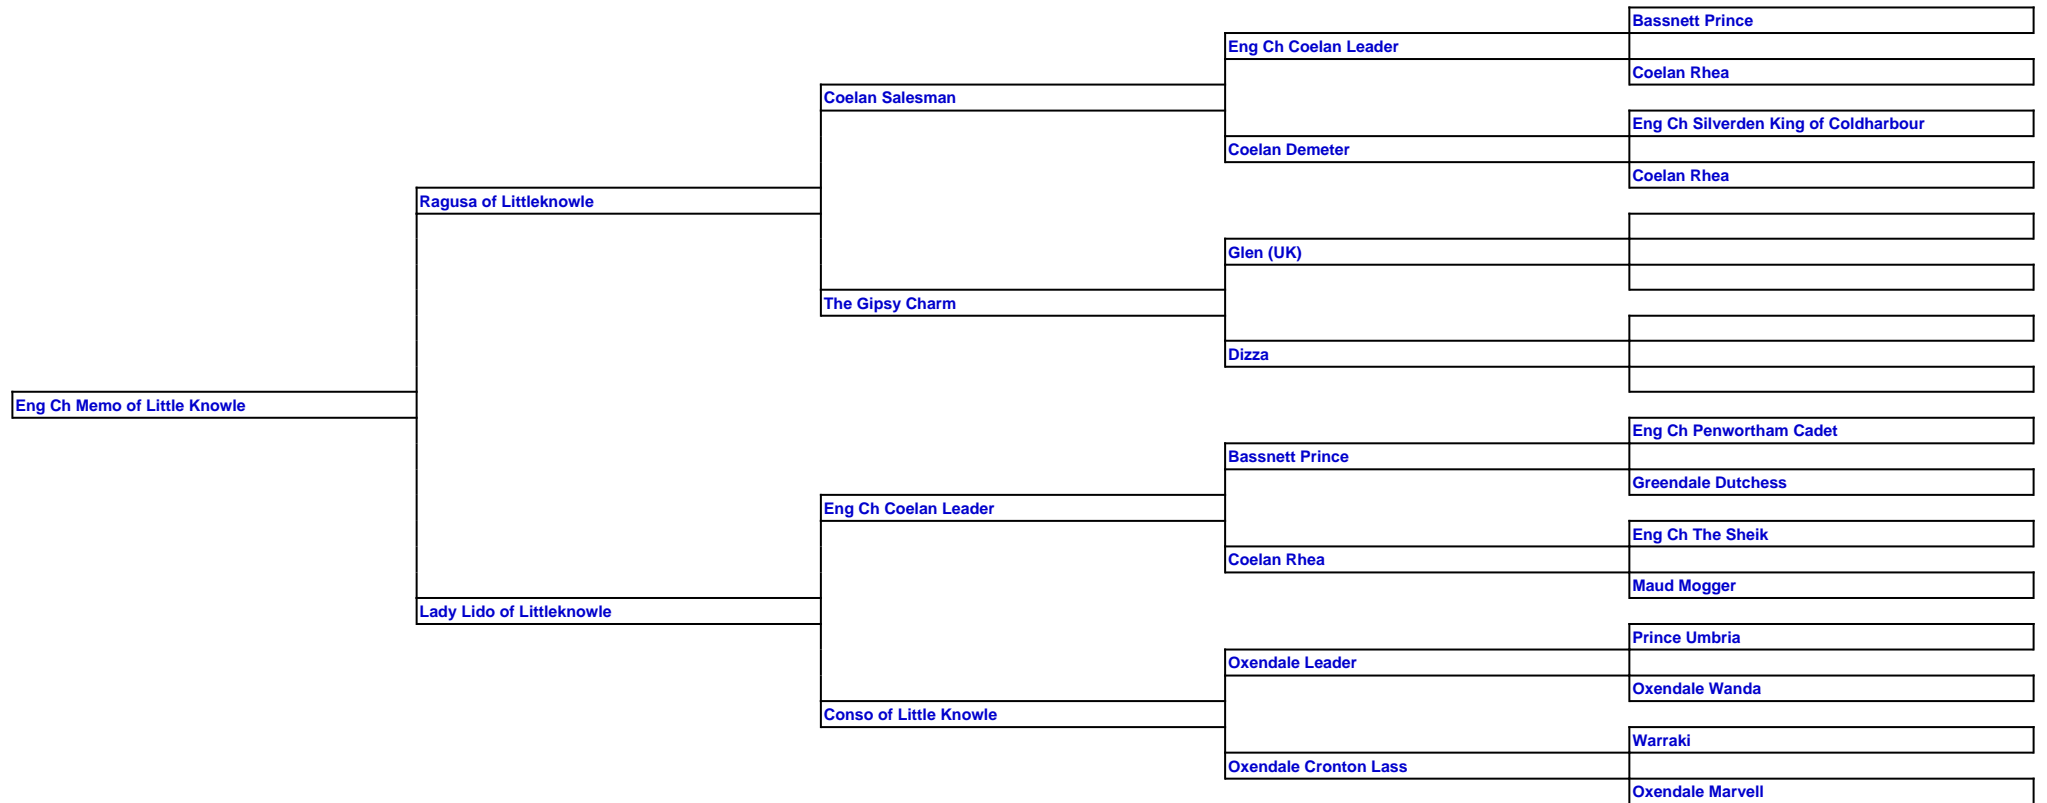 Bassnett Prince
Eng Ch Coelan Leader
Coelan Rhea
Coelan Salesman
Eng Ch Silverden King of Coldharbour
Coelan Demeter
Coelan Rhea
Ragusa of Littleknowle
Glen (UK)
The Gipsy Charm
Dizza
Eng Ch Memo of Little Knowle
Eng Ch Penwortham Cadet
Bassnett Prince
Greendale Dutchess
Eng Ch Coelan Leader
Eng Ch The Sheik
Coelan Rhea
Maud Mogger
Lady Lido of Littleknowle
Prince Umbria
Oxendale Leader
Oxendale Wanda
Conso of Little Knowle
Warraki
Oxendale Cronton Lass
Oxendale Marvell